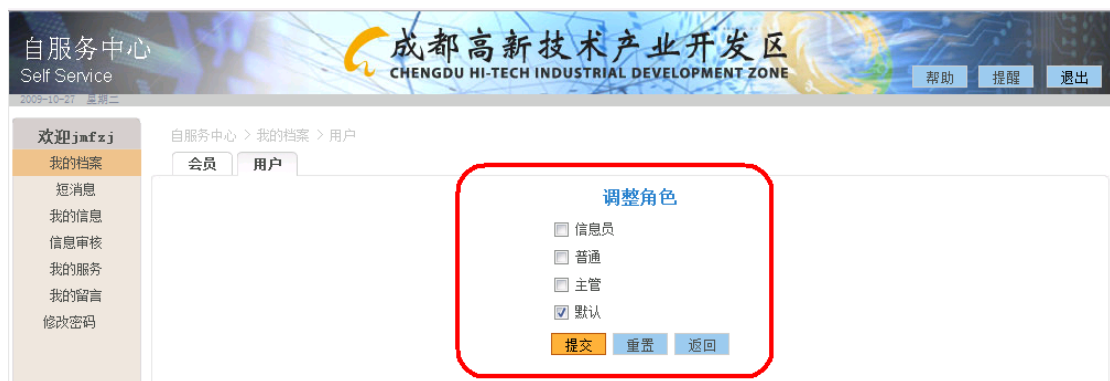 自服务中心
Self Service
2009-10-27 星期二
成都高新技术产业开发区
CHENGDU HI-TECH INDUSTRIAL DEVELOPMENT ZONE
帮助 提醒 退出
欢迎jmfzj
我的档案
短消息
我的信息
信息审核
我的服务
我的留言
修改密码
自服务中心 > 我的档案 > 用户
会员 用户
调整角色
信息员
普通
主管
默认
提交 重置 返回